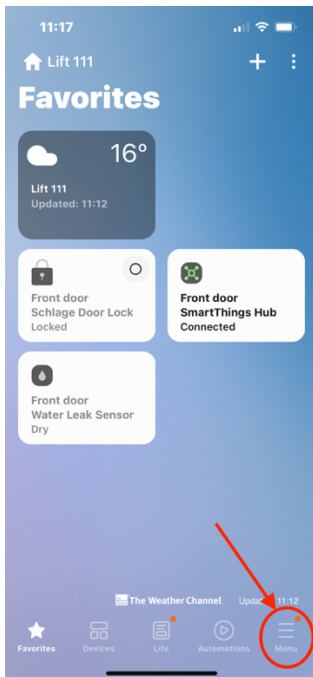 11:17
Lift 111
Favorites
16°
Lift 111
Updated: 11:12
Front door
Schlage Door Lock
Locked
Front door
SmartThings Hub
Connected
Front door
Water Leak Sensor
Dry
The Weather Channel Updat 11:12
Favorites Devices Life Automations Menu